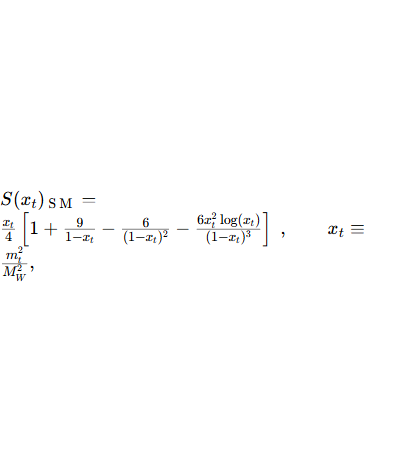 S(x_t)_{SM} =
\frac{x_t}{4} \left[ 1 + \frac{9}{1-x_t} - \frac{6}{(1-x_t)^2} - \frac{6x_t^2 \log(x_t)}{(1-x_t)^3} \right] , x_t ≡
\frac{m_t^2}{M_W^2},